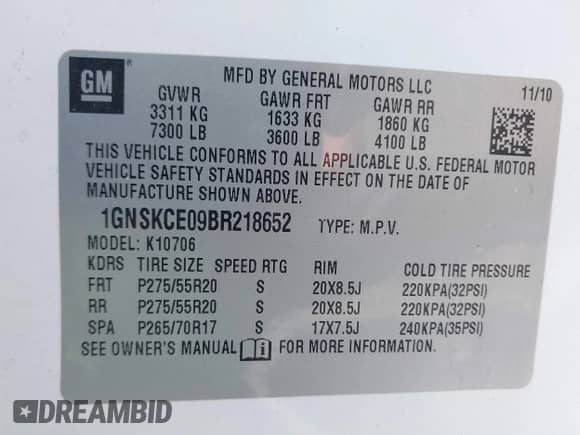 GM ®
MFD BY GENERAL MOTORS LLC 11/10
GVWR GAWR FRT GAWR RR
3311 KG 1633 KG 1860 KG
7300 LB 3600 LB 4100 LB
THIS VEHICLE CONFORMS TO ALL APPLICABLE U.S. FEDERAL MOTOR
VEHICLE SAFETY STANDARDS IN EFFECT ON THE DATE OF
MANUFACTURE SHOWN ABOVE.
1GNSKCE09BR218652 TYPE: M.P.V.
MODEL: K10706
KDRS TIRE SIZE SPEED RTG RIM COLD TIRE PRESSURE
FRT P275/55R20 S 20X8.5J 220KPA(32PSI)
RR P275/55R20 S 20X8.5J 220KPA(32PSI)
SPA P265/70R17 S 17X7.5J 240KPA(35PSI)
SEE OWNER'S MANUAL FOR MORE INFORMATION.
DREAMBID